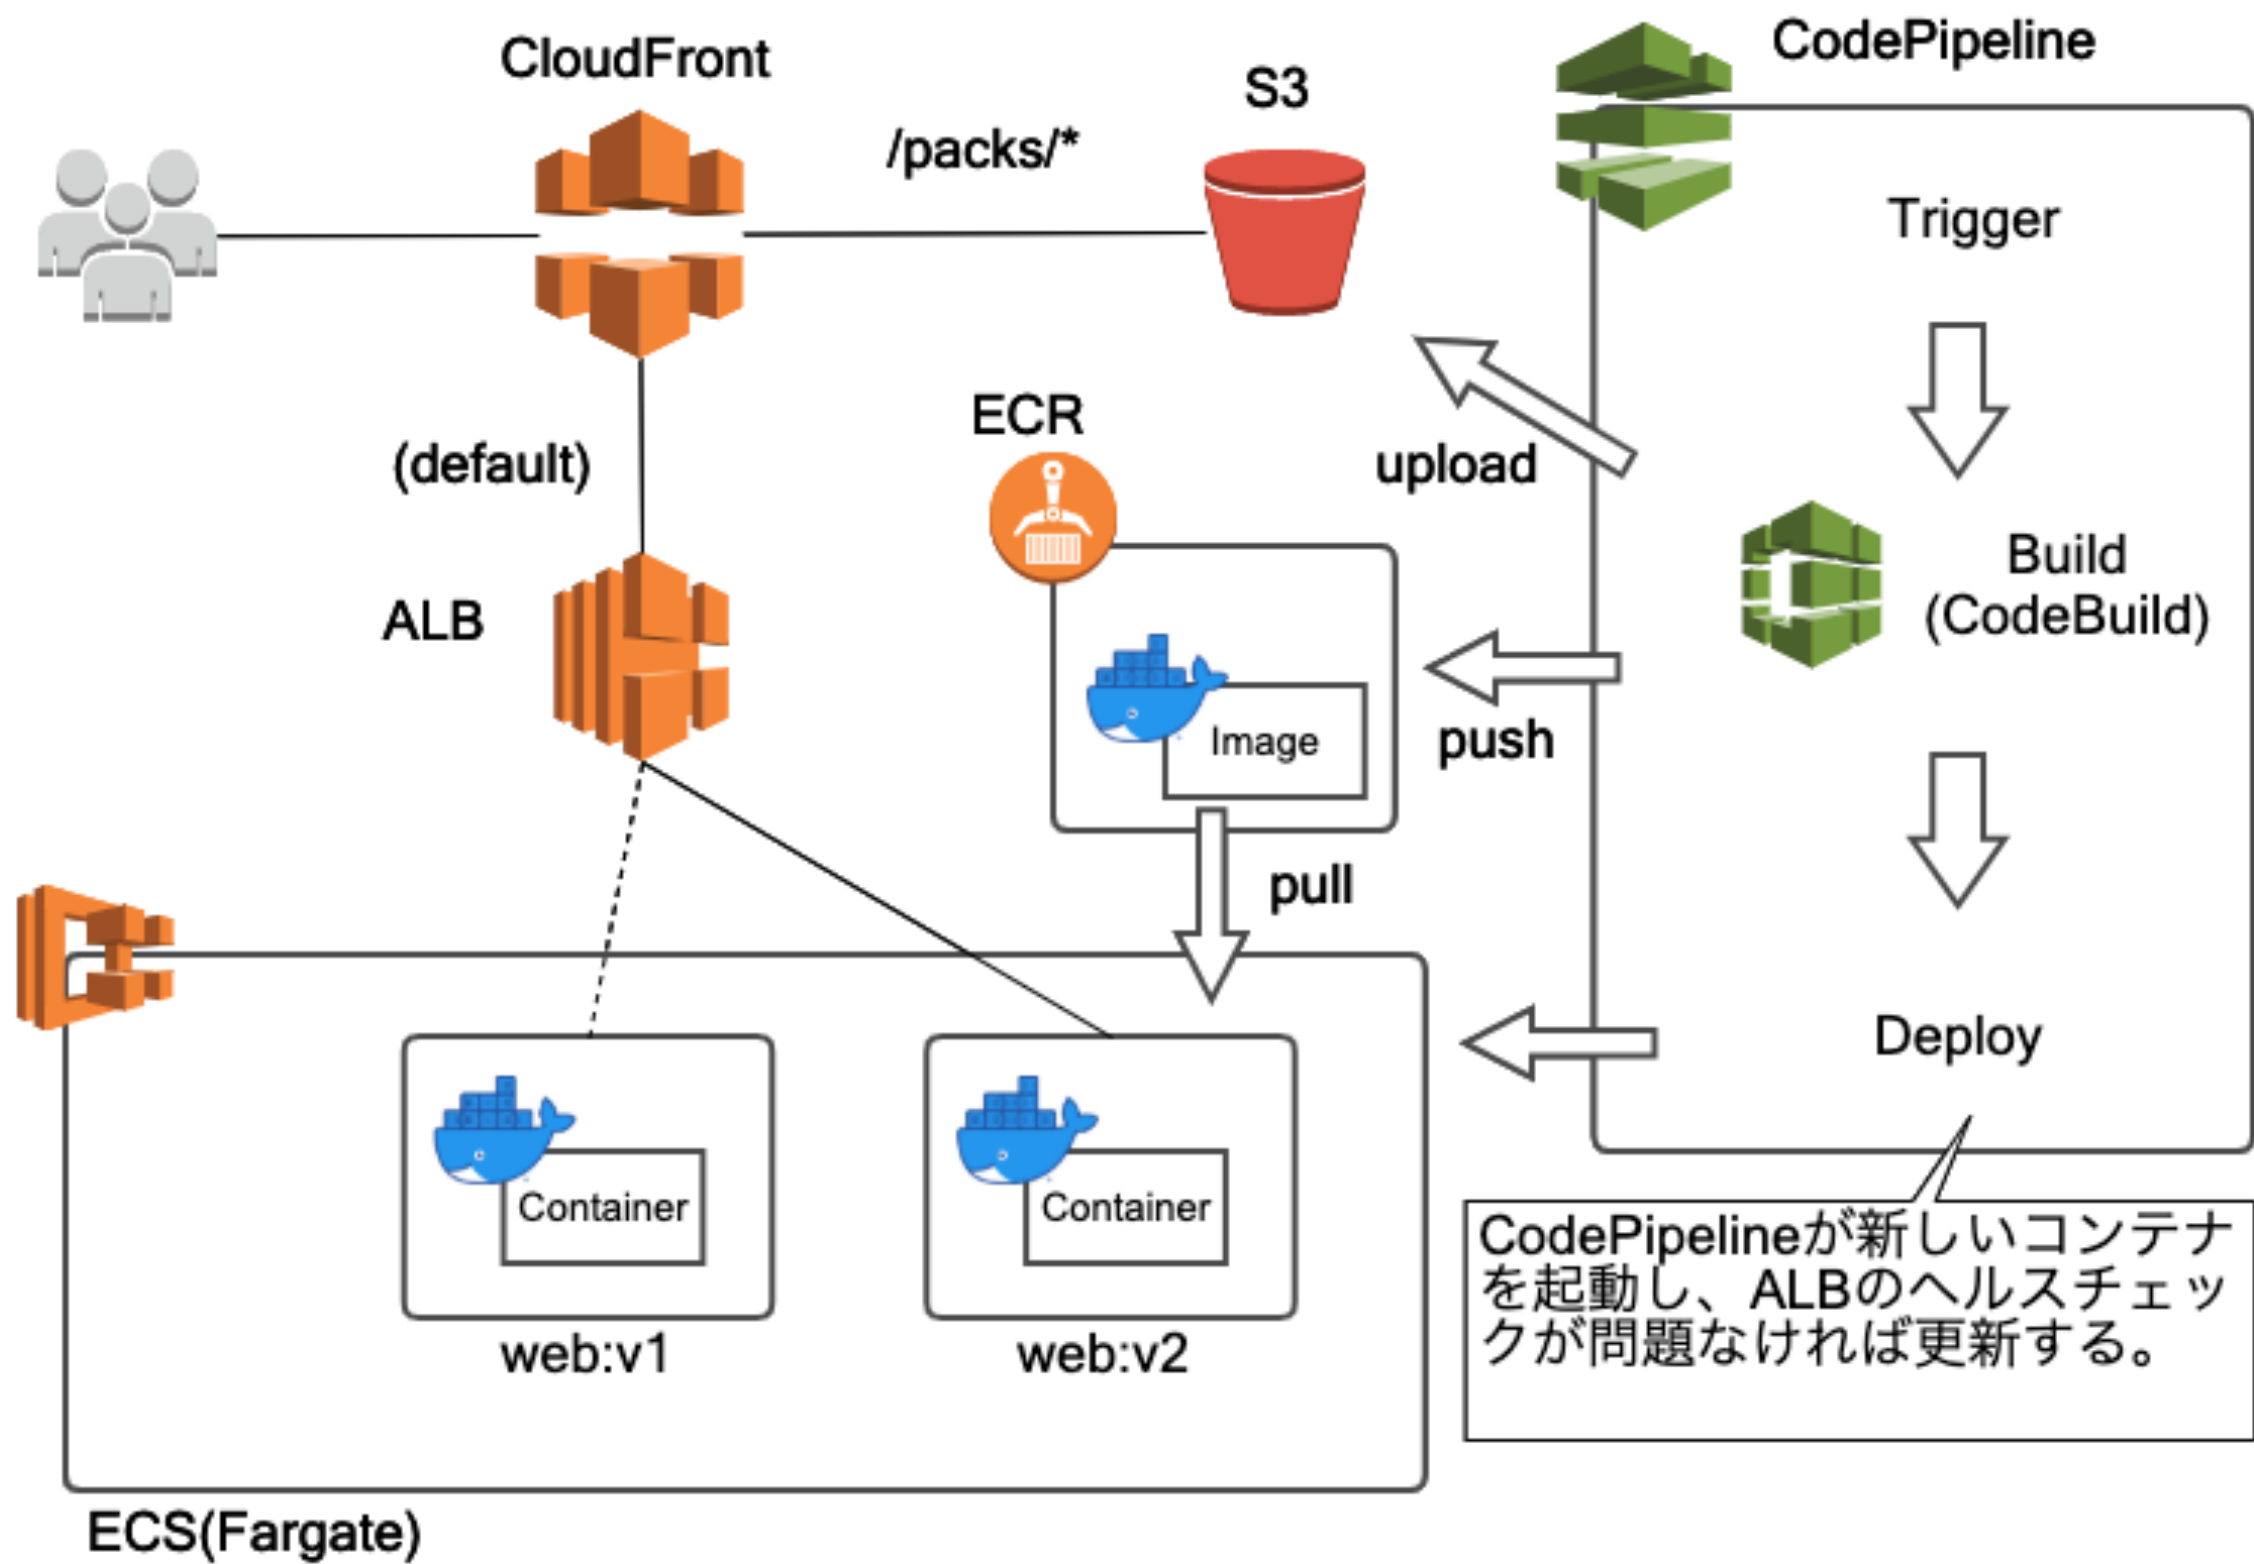 CloudFront
S3
CodePipeline
/packs/*
Trigger
(default)
ECR
upload
Build
(CodeBuild)
ALB
Image
push
pull
Deploy
Container
Container
web:v1
web:v2
CodePipelineが新しいコンテナ
を起動し、ALBのヘルスチェッ
クが問題なければ更新する。
ECS(Fargate)